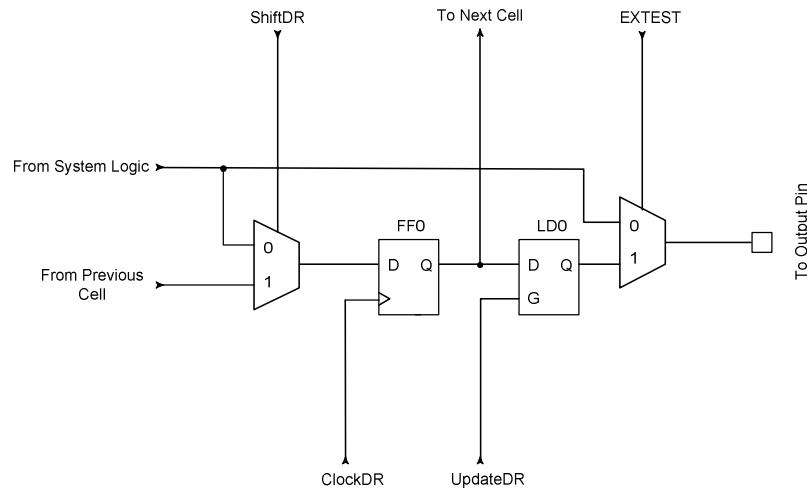 ShiftDR
To Next Cell
EXTEST
From System Logic
FF0
LD0
0
1
0
1
D Q
D Q
G
From Previous
Cell
To Output Pin
ClockDR
UpdateDR